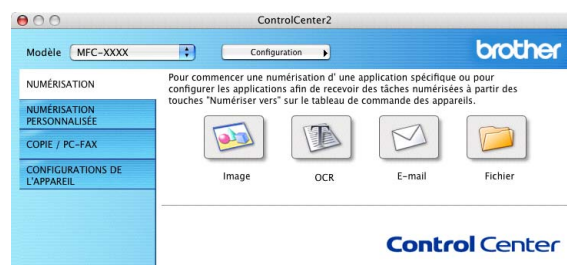 ControlCenter2
Modèle MFC-XXXX Configuration brother
NUMÉRISATION
NUMÉRISATION
PERSONNALISÉE
COPIE / PC-FAX
CONFIGURATIONS DE
L'APPAREIL
Pour commencer une numérisation d' une application spécifique ou pour
configurer les applications afin de recevoir des tâches numérisées à partir des
touches "Numériser vers" sur le tableau de commande des appareils.
Image OCR E-mail Fichier
Control Center